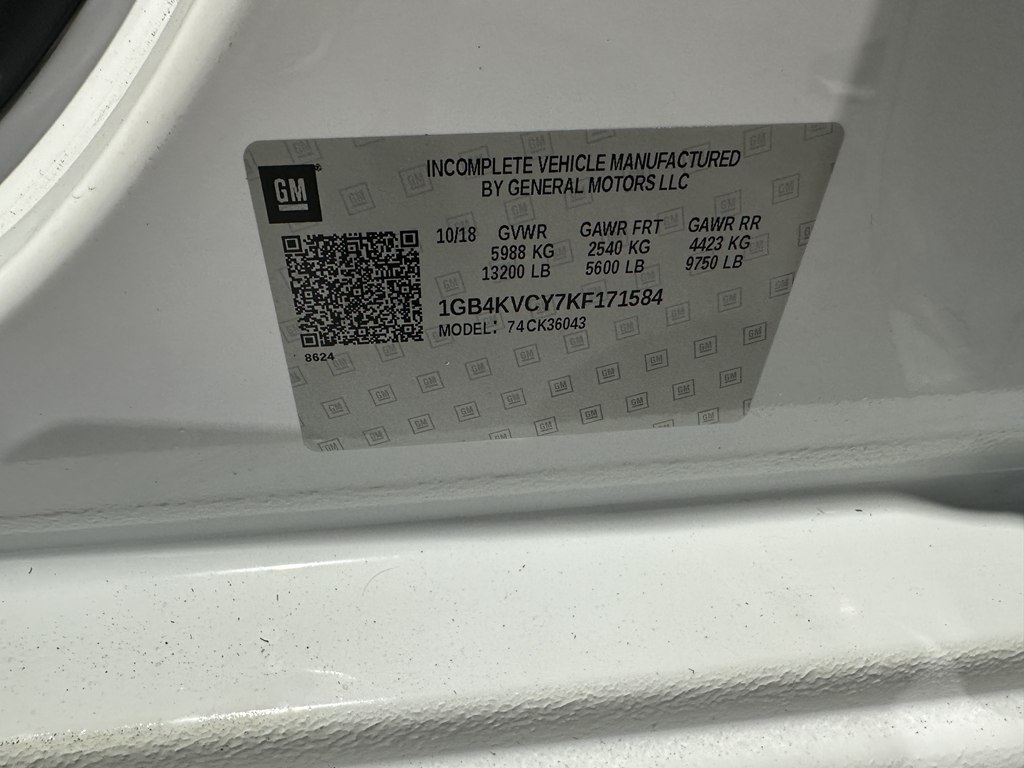 GM
INCOMPLETE VEHICLE MANUFACTURED
BY GENERAL MOTORS LLC
10/18 GVWR GAWR FRT GAWR RR
5988 KG 2540 KG 4423 KG
13200 LB 5600 LB 9750 LB
1GB4KVCY7KF171584
MODEL: 74CK36043
8624